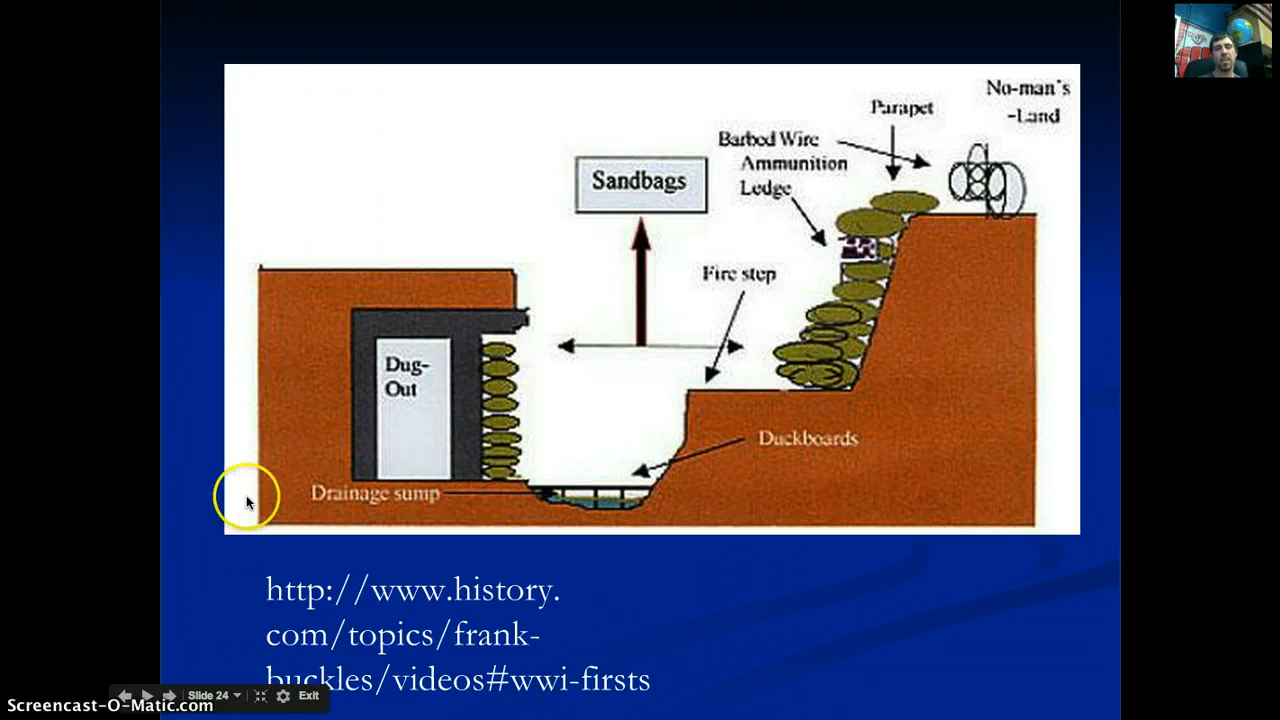 No-man's
-Land
Parapet
Barbed Wire
Ammunition
Ledge
Sandbags
Fire step
Dug-
Out
Duckboards
Drainage sump
http://www.history.
com/topics/frank-
buckles/videos#wwi-firsts
Slide 24
Exit
Screencast-O-Matic.com